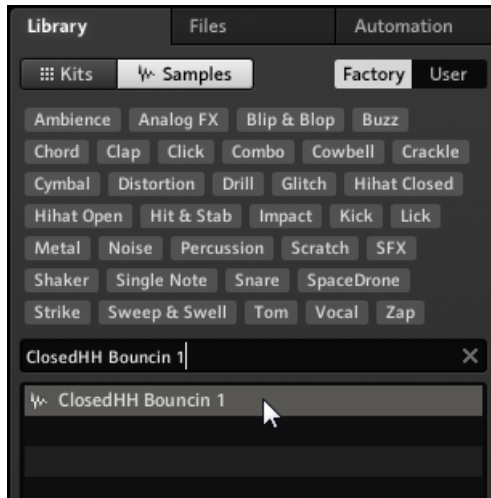 Library Files Automation
Kits Samples Factory User
Ambience Analog FX Blip & Blop Buzz
Chord Clap Click Combo Cowbell Crackle
Cymbal Distortion Drill Glitch Hihat Closed
Hihat Open Hit & Stab Impact Kick Lick
Metal Noise Percussion Scratch SFX
Shaker Single Note Snare SpaceDrone
Strike Sweep & Swell Tom Vocal Zap
ClosedHH Bouncin 1
ClosedHH Bouncin 1